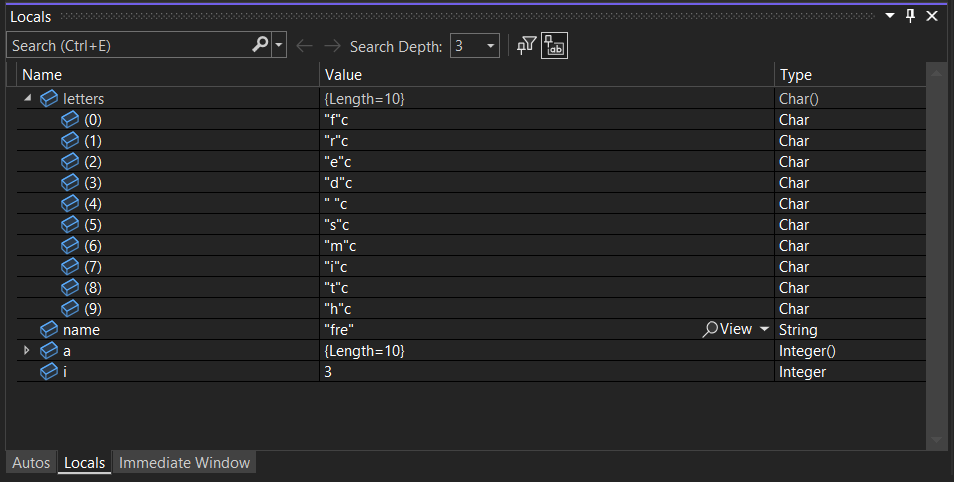 Locals
Search (Ctrl+E) Search Depth: 3
Name Value Type
letters {Length=10} Char()
(0) "f"c Char
(1) "r"c Char
(2) "e"c Char
(3) "d"c Char
(4) " "c Char
(5) "s"c Char
(6) "m"c Char
(7) "i"c Char
(8) "t"c Char
(9) "h"c Char
name "fre" View String
a {Length=10} Integer()
i 3 Integer
Autos Locals Immediate Window